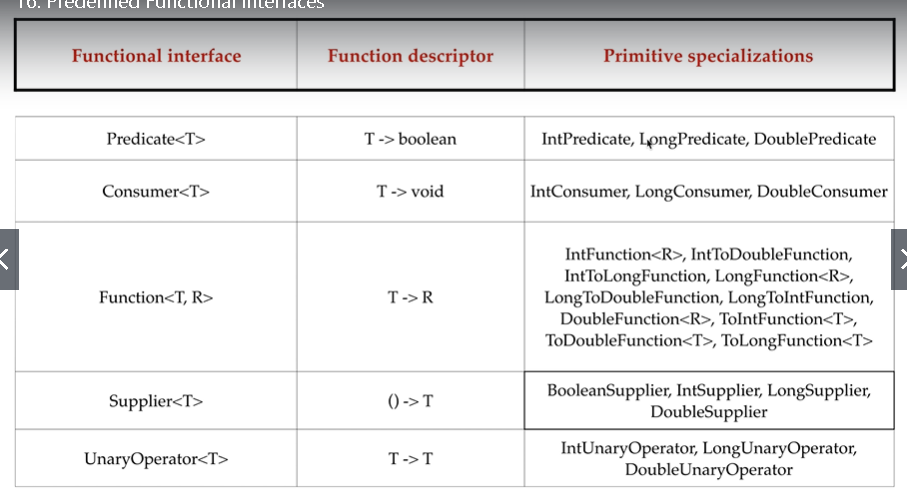 16. Predefined Functional Interfaces
Functional interface
Function descriptor
Primitive specializations
Predicate<T>
T -> boolean
IntPredicate, LongPredicate, DoublePredicate
Consumer<T>
T -> void
IntConsumer, LongConsumer, DoubleConsumer
Function<T, R>
T -> R
IntFunction<R>, IntToDoubleFunction,
IntToLongFunction, LongFunction<R>,
LongToDoubleFunction, LongToIntFunction,
DoubleFunction<R>, ToIntFunction<T>,
ToDoubleFunction<T>, ToLongFunction<T>
Supplier<T>
() -> T
BooleanSupplier, IntSupplier, LongSupplier,
DoubleSupplier
UnaryOperator<T>
T -> T
IntUnaryOperator, LongUnaryOperator,
DoubleUnaryOperator